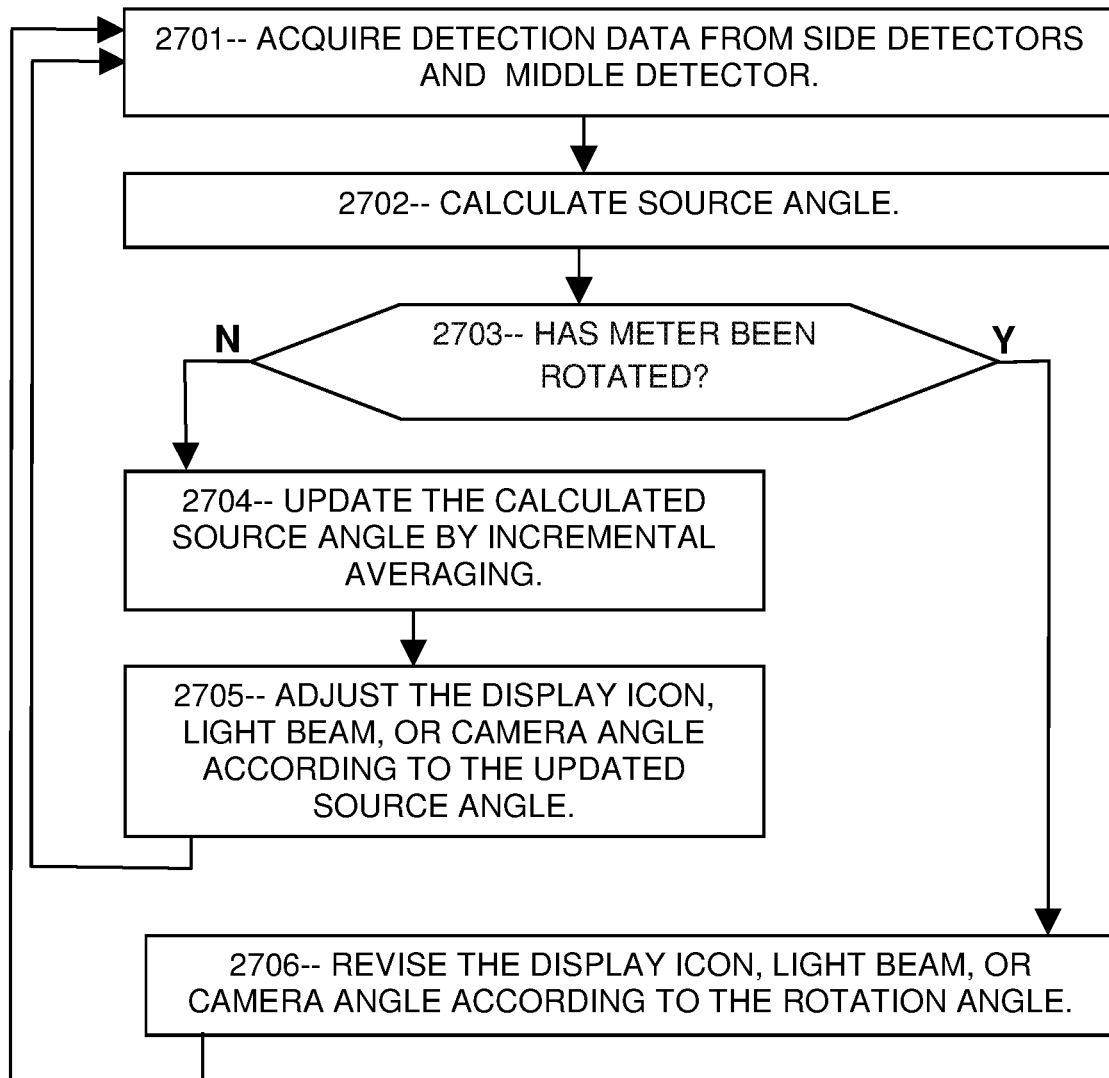 2701-- ACQUIRE DETECTION DATA FROM SIDE DETECTORS
AND MIDDLE DETECTOR.
2702-- CALCULATE SOURCE ANGLE.
N
2703-- HAS METER BEEN
ROTATED?
Y
2704-- UPDATE THE CALCULATED
SOURCE ANGLE BY INCREMENTAL
AVERAGING.
2705-- ADJUST THE DISPLAY ICON,
LIGHT BEAM, OR CAMERA ANGLE
ACCORDING TO THE UPDATED
SOURCE ANGLE.
2706-- REVISE THE DISPLAY ICON, LIGHT BEAM, OR
CAMERA ANGLE ACCORDING TO THE ROTATION ANGLE.